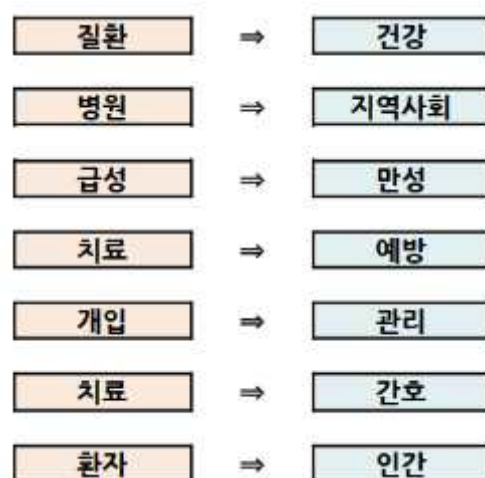 질환 ⇒ 건강
병원 ⇒ 지역사회
급성 ⇒ 만성
치료 ⇒ 예방
개입 ⇒ 관리
치료 ⇒ 간호
환자 ⇒ 인간